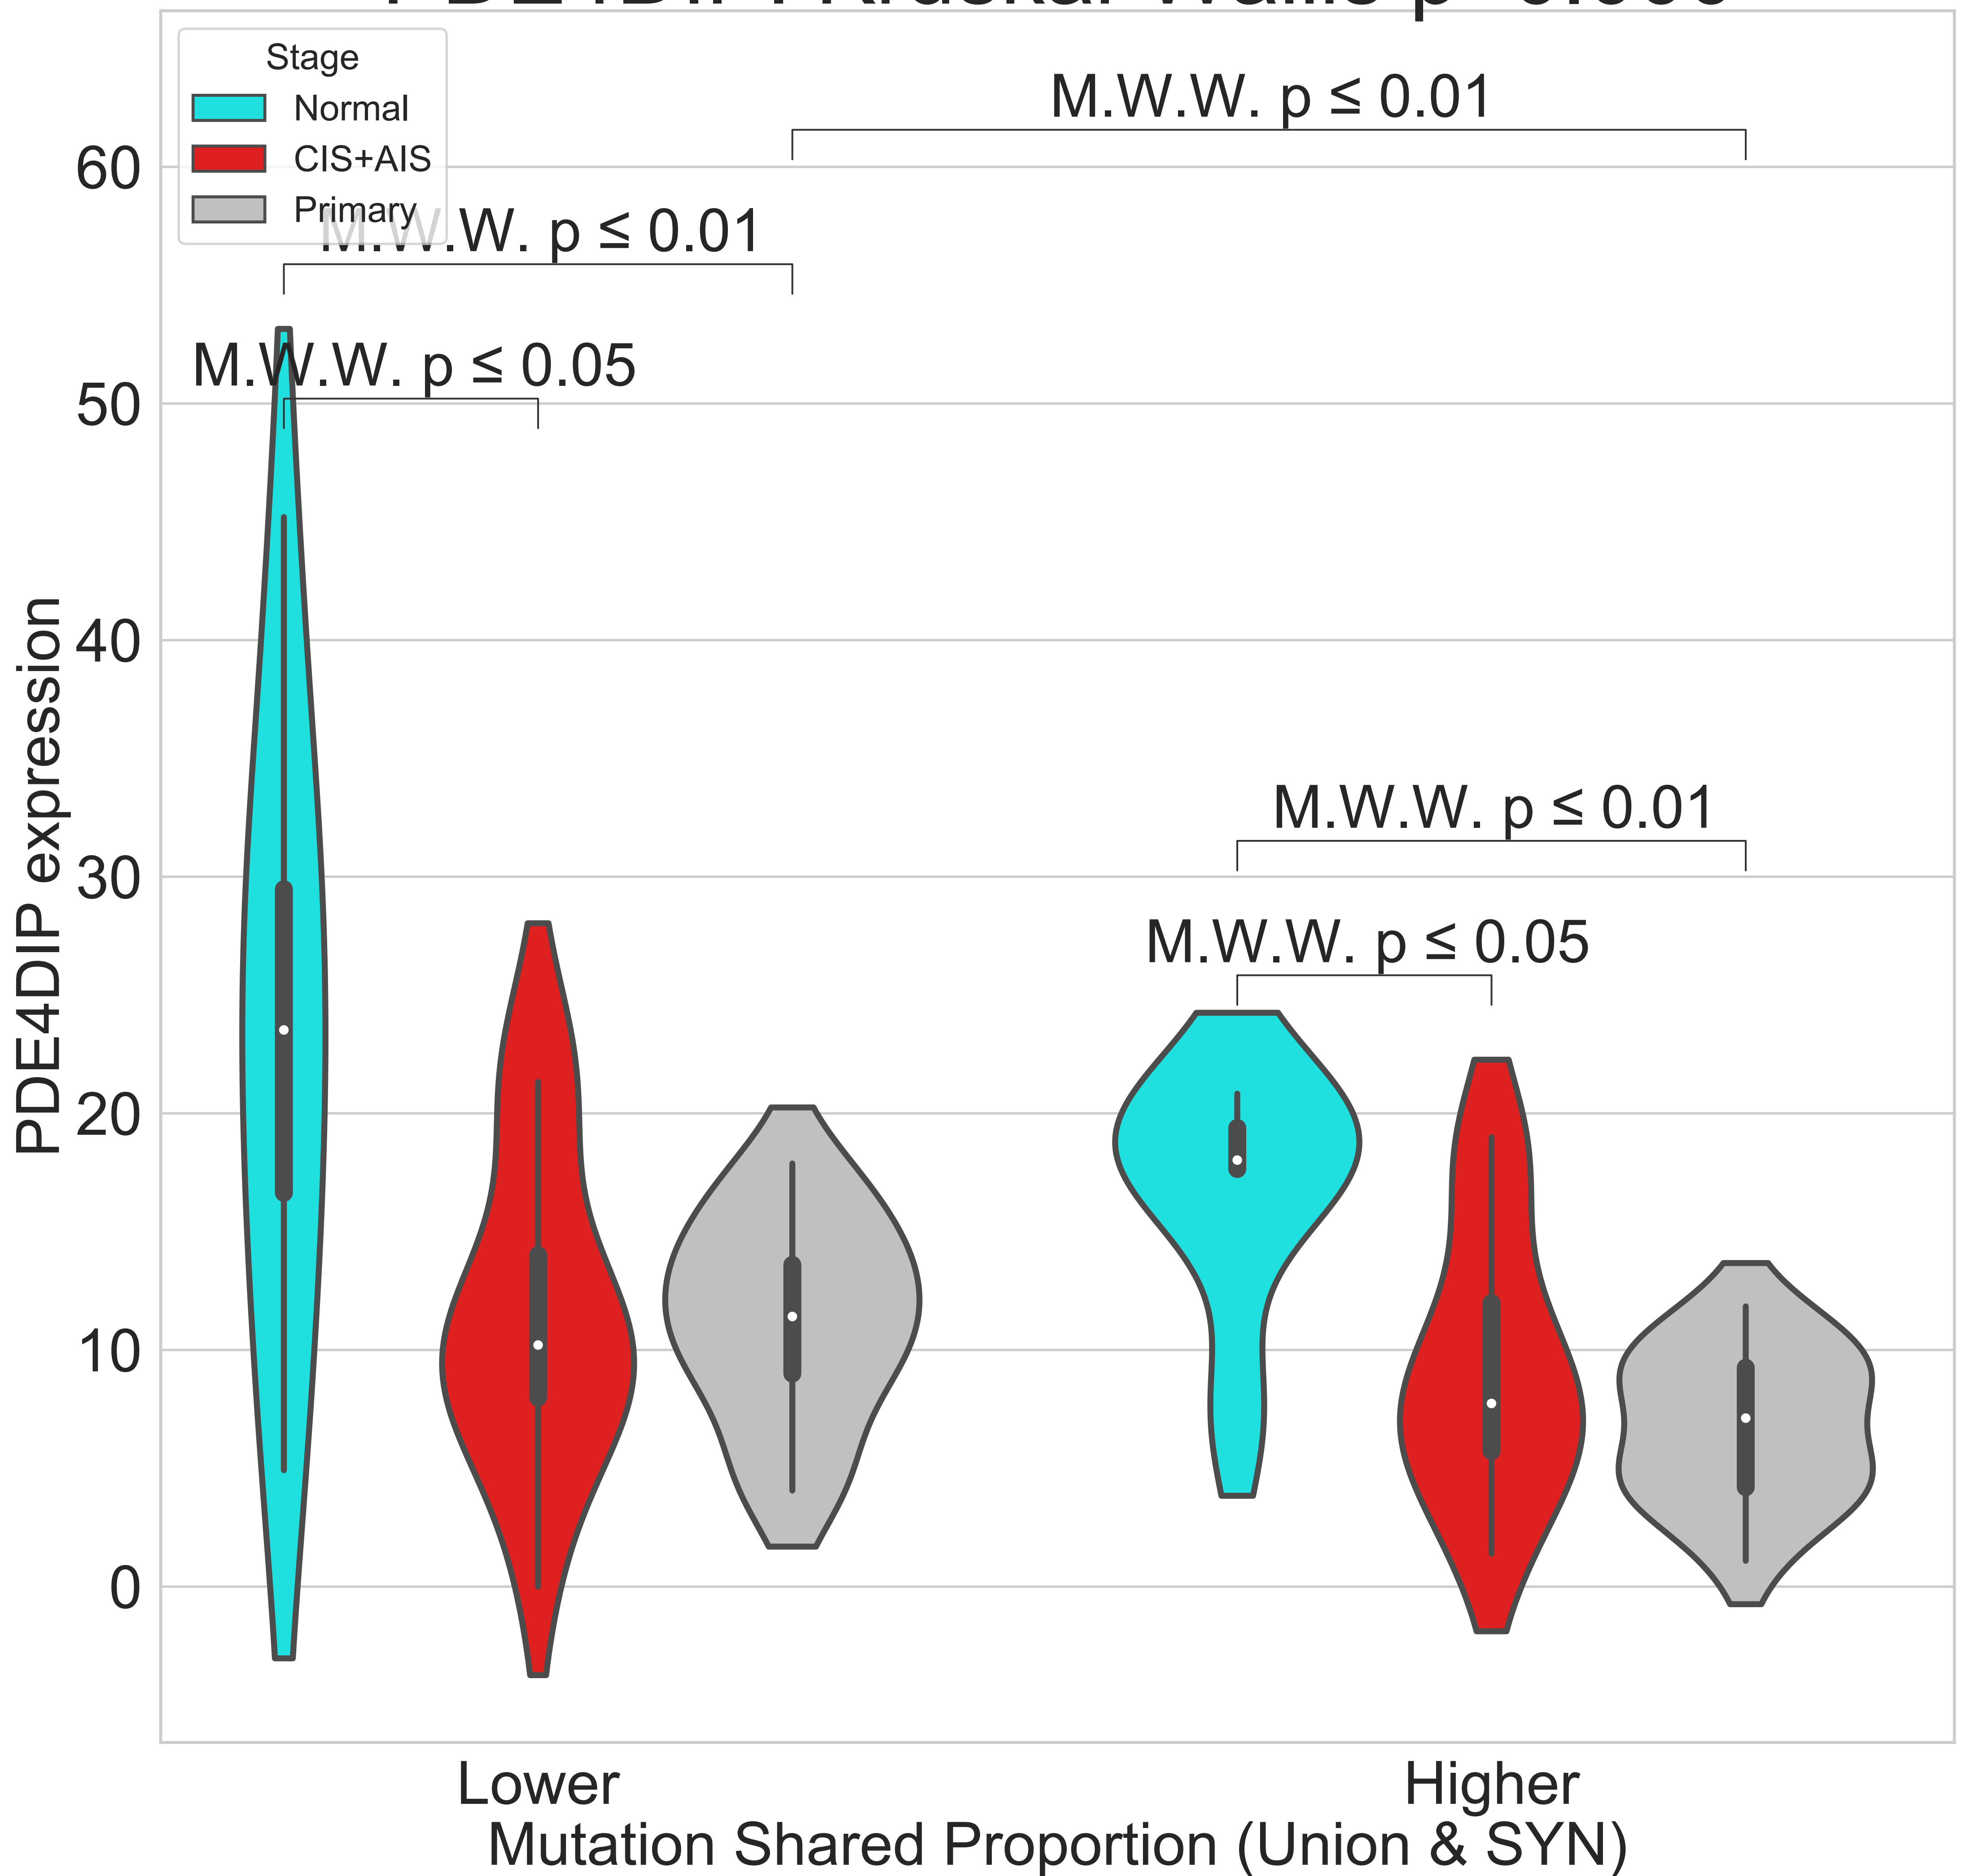 Stage
Normal
CIS+AIS
Primary
M.W.W. p ≤ 0.01
M.W.W. p ≤ 0.01
M.W.W. p ≤ 0.05
M.W.W. p ≤ 0.01
M.W.W. p ≤ 0.05
60
50
40
30
20
10
0
PDE4DIP expression
Lower
Higher
Mutation Shared Proportion (Union & SYN)